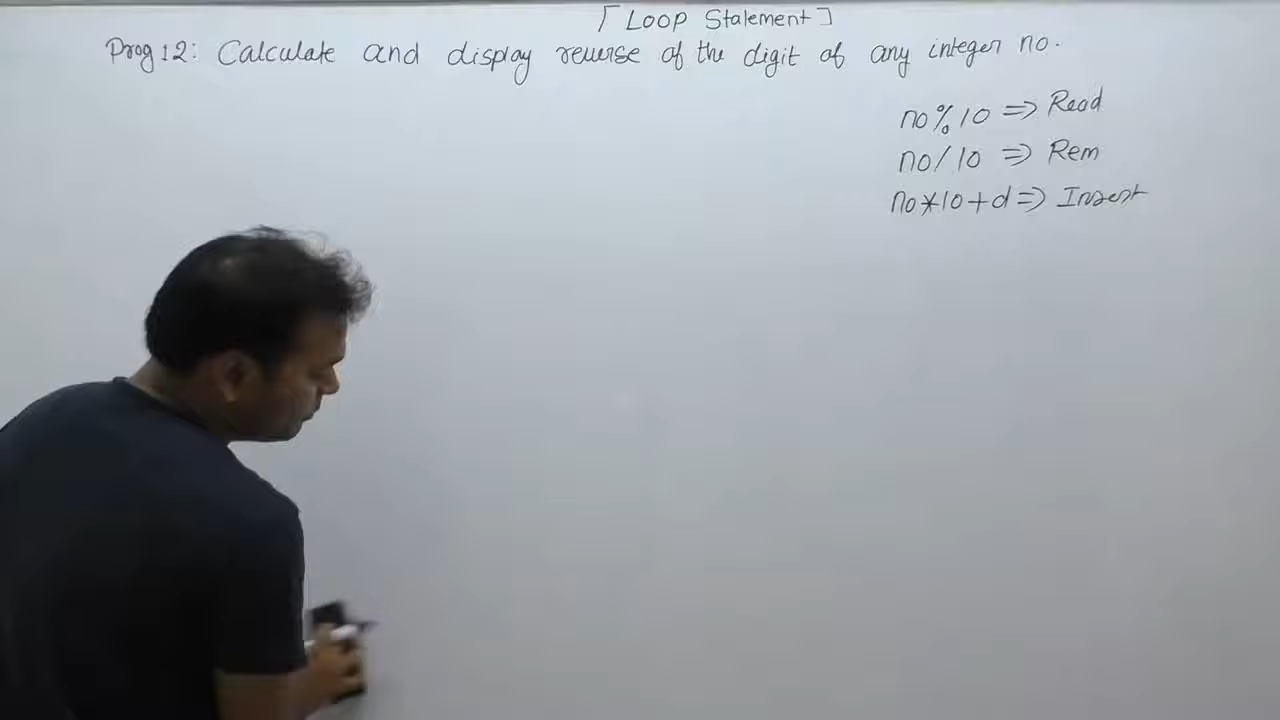 [Loop Statement]
Prog 12: Calculate and display reverse of the digit of any integer no.
no%10 => Read
no/10 => Rem
no*10+d => Insert